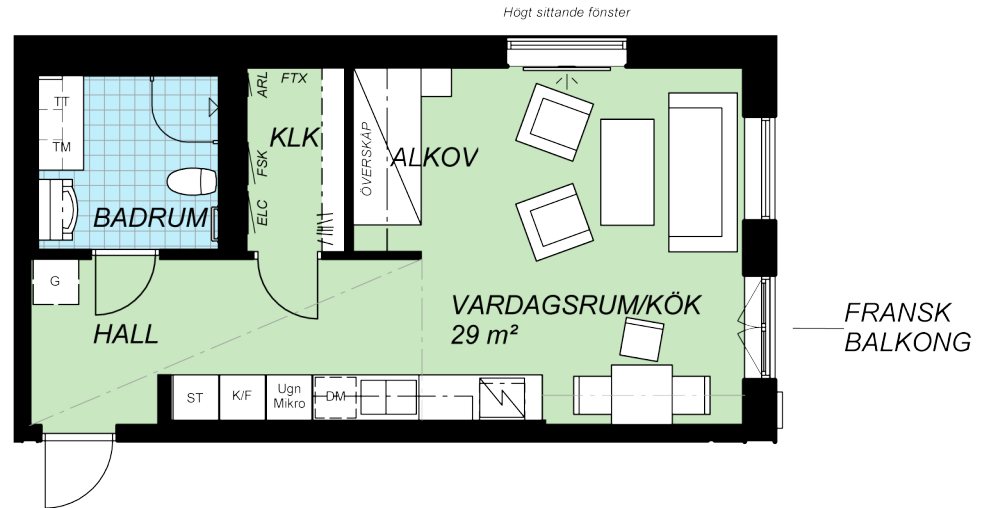 Högt sittande fönster
TT
TM
BADRUM
ARL
FTX
KLK
FSK
ELC
ÖVERSKÅP
ALKOV
G
HALL
VARDAGSRUM/KÖK
29 m²
FRANSK
BALKONG
ST
K/F
Ugn
Mikro
DM